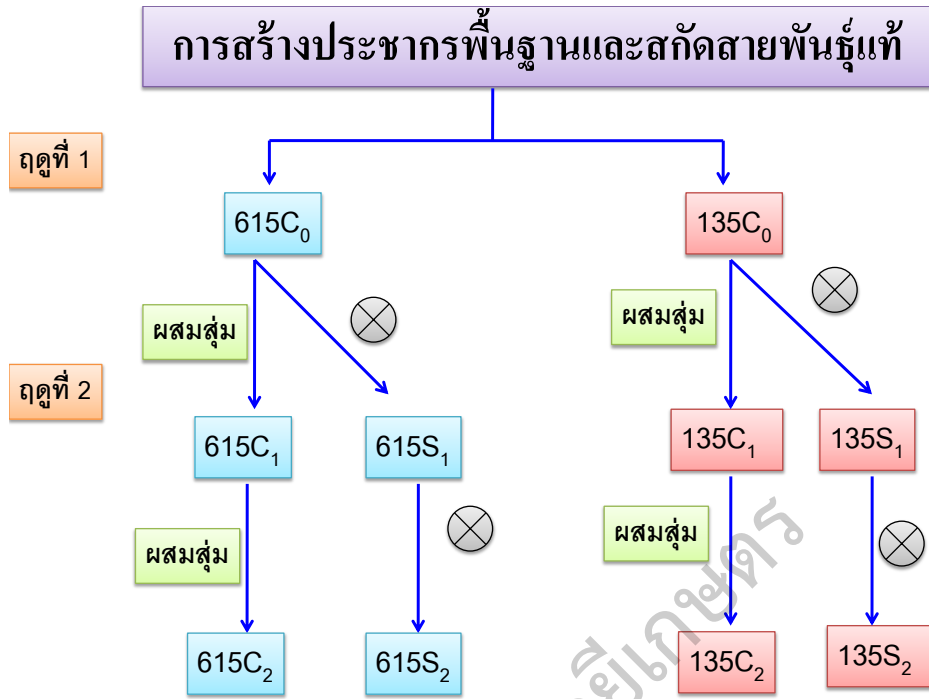 การสร้างประชากรพื้นฐานและสกัดสายพันธุ์แท้
ฤดูที่ 1
615C₀ 135C₀
ผสมสุ่ม ผสมสุ่ม
ฤดูที่ 2
615C₁ 615S₁ 135C₁ 135S₁
ผสมสุ่ม ผสมสุ่ม
615C₂ 615S₂ 135C₂ 135S₂